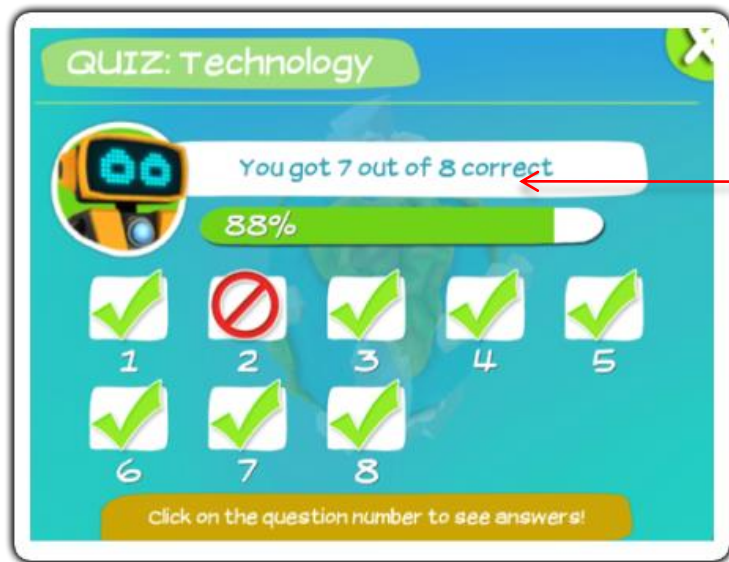 QUIZ: Technology
You got 7 out of 8 correct
88%
1 2 3 4 5
6 7 8
Click on the question number to see answers!